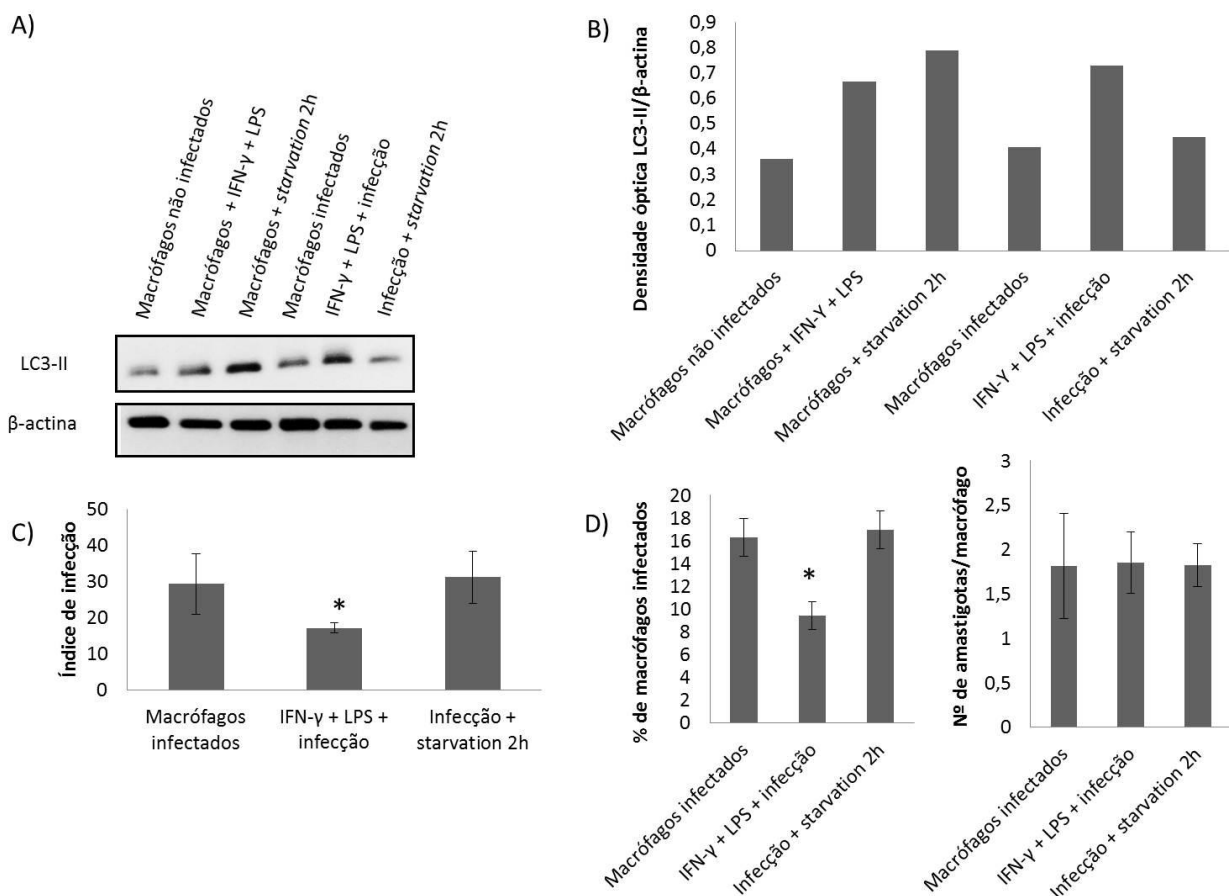 A)
Macrófagos não infectados
Macrófagos + IFN-γ + LPS
Macrófagos + starvation 2h
Macrófagos infectados
IFN-γ + LPS + infecção
Infecção + starvation 2h
LC3-II
β-actina
B)
Densidade óptica LC3-II/β-actina
0,9
0,8
0,7
0,6
0,5
0,4
0,3
0,2
0,1
0
Macrófagos não infectados
Macrófagos + IFN-Y + LPS
Macrófagos + starvation 2h
Macrófagos infectados
IFN-Y + LPS + infecção
Infecção + starvation 2h
C)
Índice de infecção
50
40
30
20
10
0
*
Macrófagos
infectados
IFN-γ + LPS +
infecção
Infecção +
starvation 2h
D)
% de macrófagos infectados
20
18
16
14
12
10
8
6
4
2
0
*
Macrófagos infectados
IFN-γ + LPS + infecção
Infecção + starvation 2h
Nº de amastigotas/macrófago
3
2,5
2
1,5
1
0,5
0
Macrófagos infectados
IFN-γ + LPS + infecção
Infecção + starvation 2h